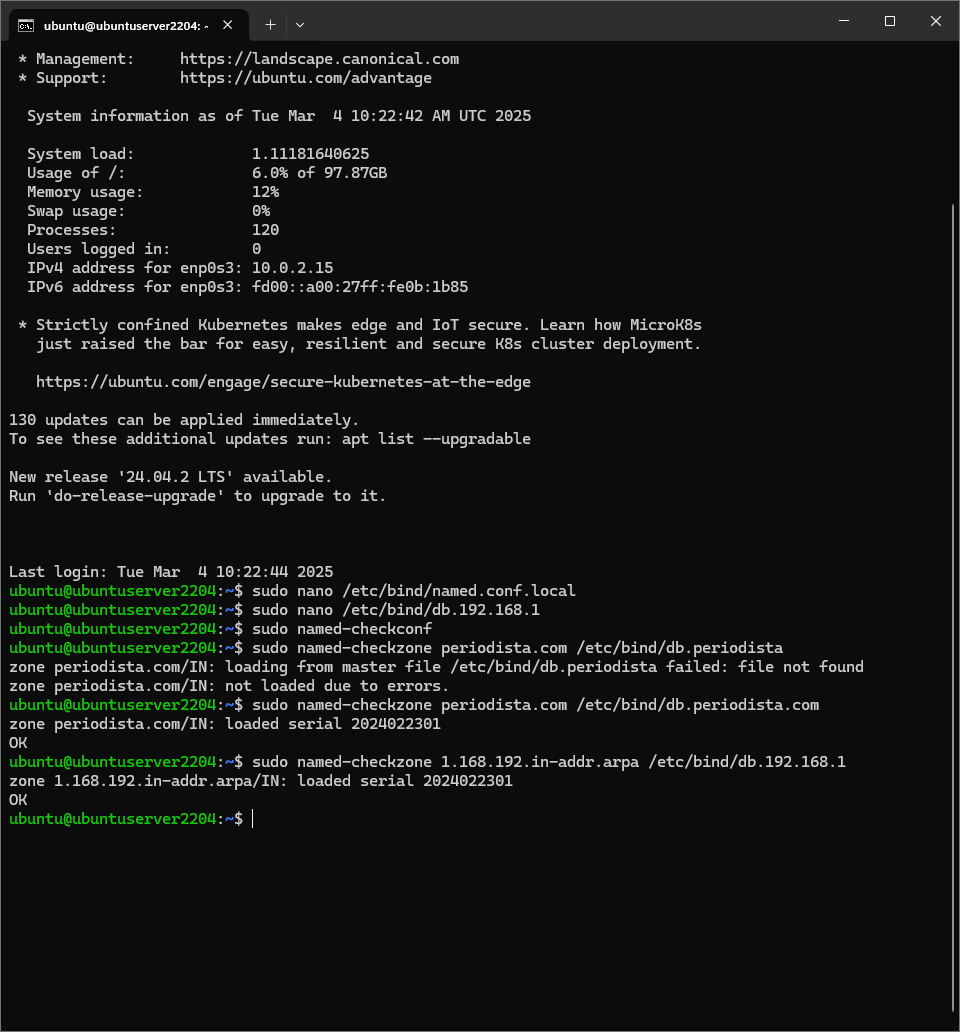 ubuntu@ubuntuserver2204: ~
 * Management:     https://landscape.canonical.com
 * Support:        https://ubuntu.com/advantage
  System information as of Tue Mar  4 10:22:42 AM UTC 2025
  System load:             1.11181640625
  Usage of /:              6.0% of 97.87GB
  Memory usage:            12%
  Swap usage:              0%
  Processes:               120
  Users logged in:         0
  IPv4 address for enp0s3: 10.0.2.15
  IPv6 address for enp0s3: fd00::a00:27ff:fe0b:1b85
 * Strictly confined Kubernetes makes edge and IoT secure. Learn how MicroK8s
   just raised the bar for easy, resilient and secure K8s cluster deployment.
   https://ubuntu.com/engage/secure-kubernetes-at-the-edge
130 updates can be applied immediately.
To see these additional updates run: apt list --upgradable
New release '24.04.2 LTS' available.
Run 'do-release-upgrade' to upgrade to it.
Last login: Tue Mar  4 10:22:44 2025
ubuntu@ubuntuserver2204:~$ sudo nano /etc/bind/named.conf.local
ubuntu@ubuntuserver2204:~$ sudo nano /etc/bind/db.192.168.1
ubuntu@ubuntuserver2204:~$ sudo named-checkconf
ubuntu@ubuntuserver2204:~$ sudo named-checkzone periodista.com /etc/bind/db.periodista
zone periodista.com/IN: loading from master file /etc/bind/db.periodista failed: file not found
zone periodista.com/IN: not loaded due to errors.
ubuntu@ubuntuserver2204:~$ sudo named-checkzone periodista.com /etc/bind/db.periodista.com
zone periodista.com/IN: loaded serial 2024022301
OK
ubuntu@ubuntuserver2204:~$ sudo named-checkzone 1.168.192.in-addr.arpa /etc/bind/db.192.168.1
zone 1.168.192.in-addr.arpa/IN: loaded serial 2024022301
OK
ubuntu@ubuntuserver2204:~$